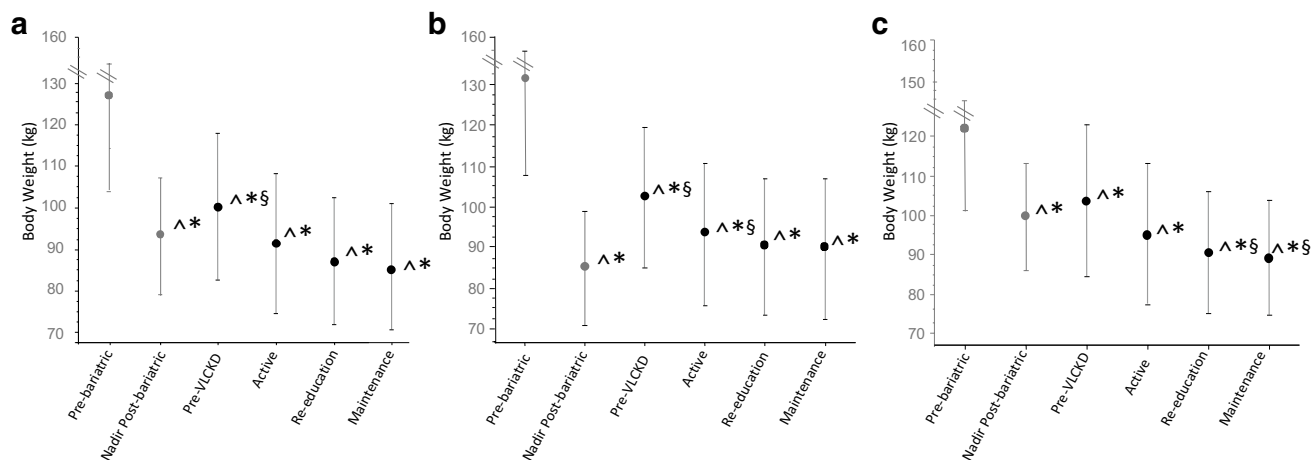 a
160
130
120
110
100
90
80
70
Body Weight (kg)
^*
^*§
^*
^*
^*
Pre-bariatric
Nadir Post-bariatric
Pre-VLCKD
Active
Re-education
Maintenance
b
160
130
120
110
100
90
80
70
Body Weight (kg)
^*
^*§
^*§
^*
^*
Pre-bariatric
Nadir Post-bariatric
Pre-VLCKD
Active
Re-education
Maintenance
c
160
150
120
110
100
90
80
70
Body Weight (kg)
^*
^*
^*
^*§
^*§
Pre-bariatric
Nadir Post-bariatric
Pre-VLCKD
Active
Re-education
Maintenance